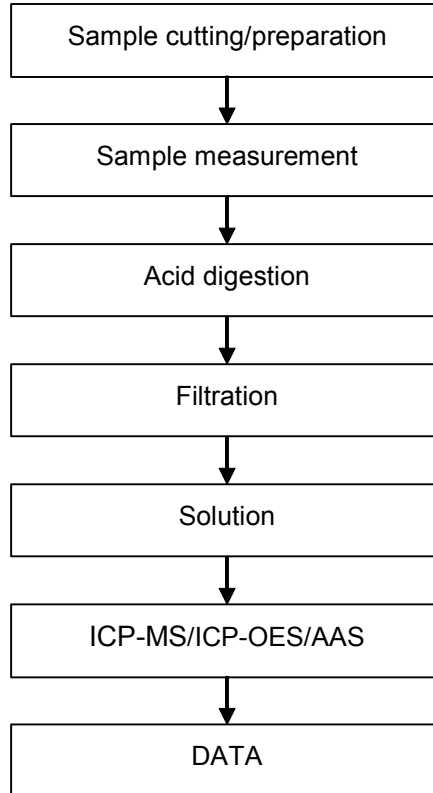 Sample cutting/preparation
Sample measurement
Acid digestion
Filtration
Solution
ICP-MS/ICP-OES/AAS
DATA